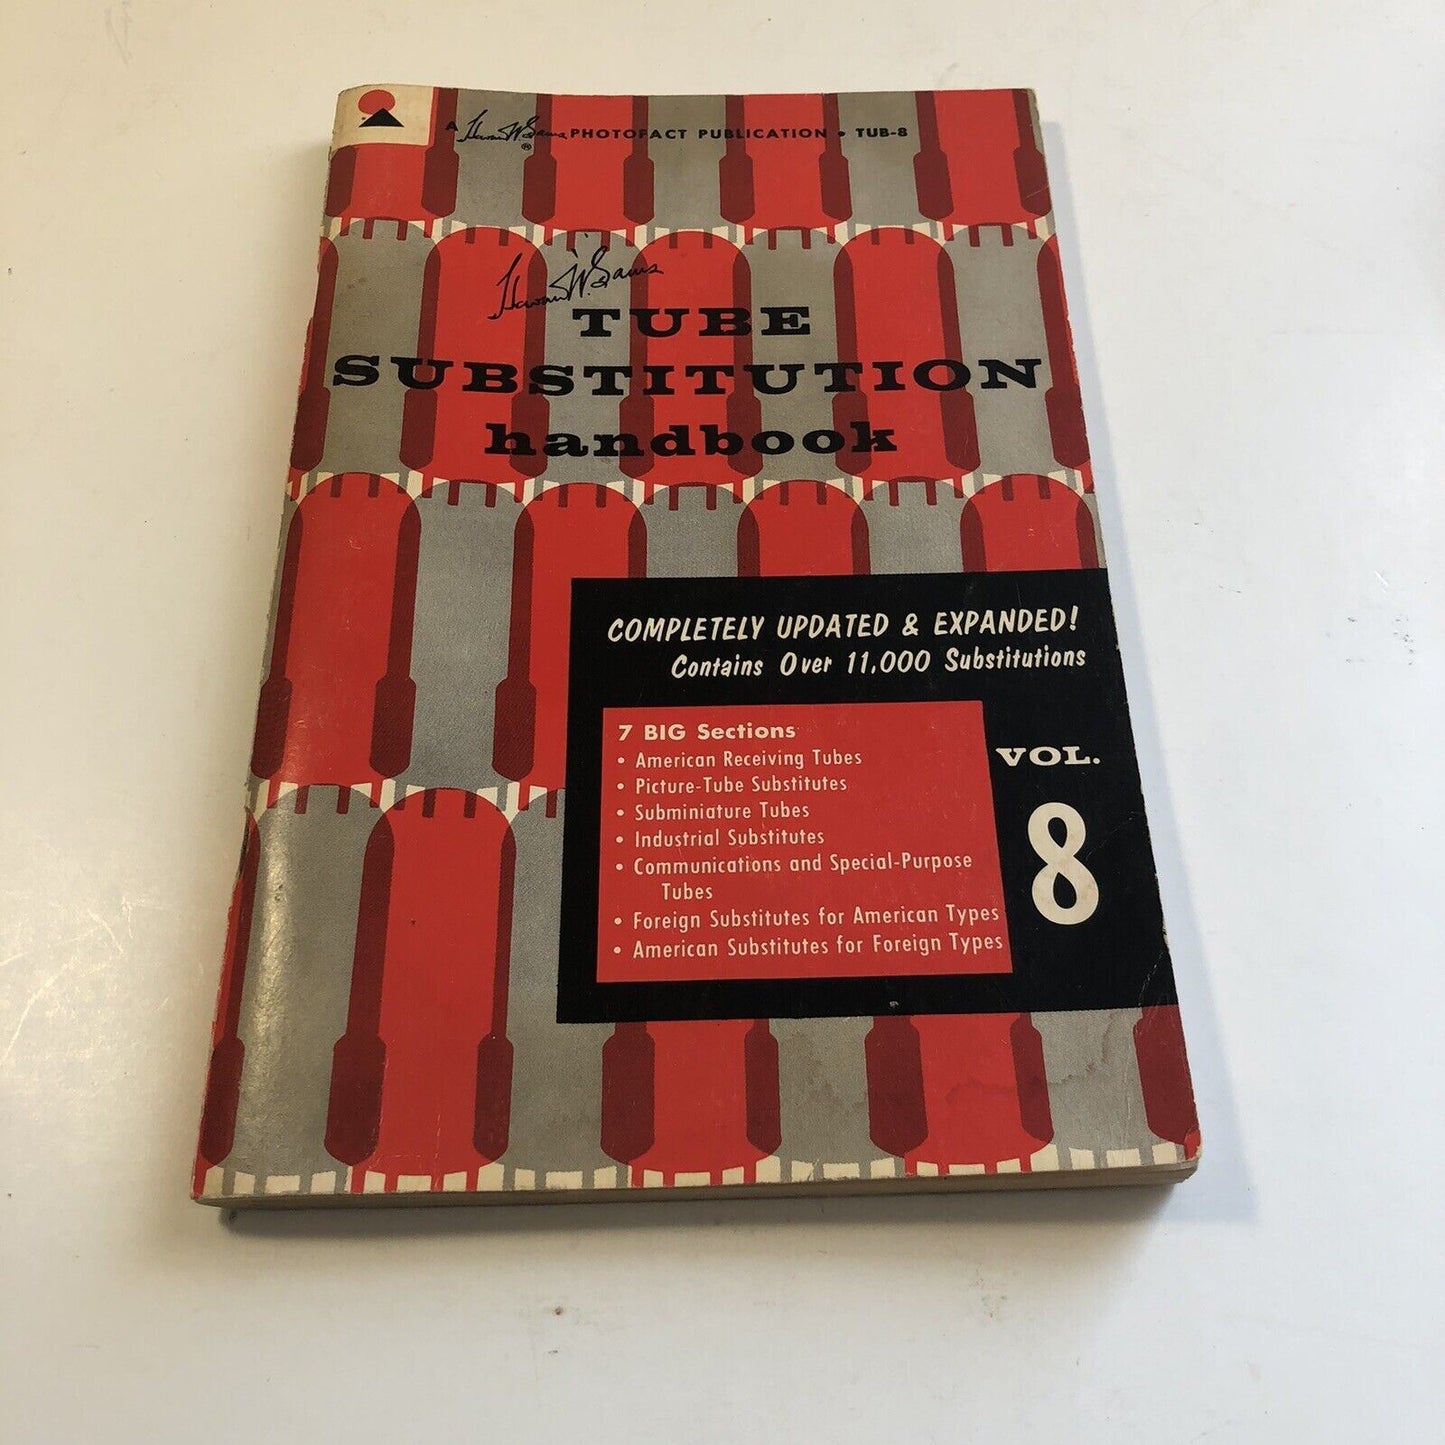 A Howard W. Sams PHOTOFACT PUBLICATION • TUB-8
®
Howard W. Sams
TUBE
SUBSTITUTION
handbook
COMPLETELY UPDATED & EXPANDED!
Contains Over 11,000 Substitutions
7 BIG Sections
• American Receiving Tubes
• Picture-Tube Substitutes
• Subminiature Tubes
• Industrial Substitutes
• Communications and Special-Purpose
Tubes
• Foreign Substitutes for American Types
• American Substitutes for Foreign Types
VOL.
8